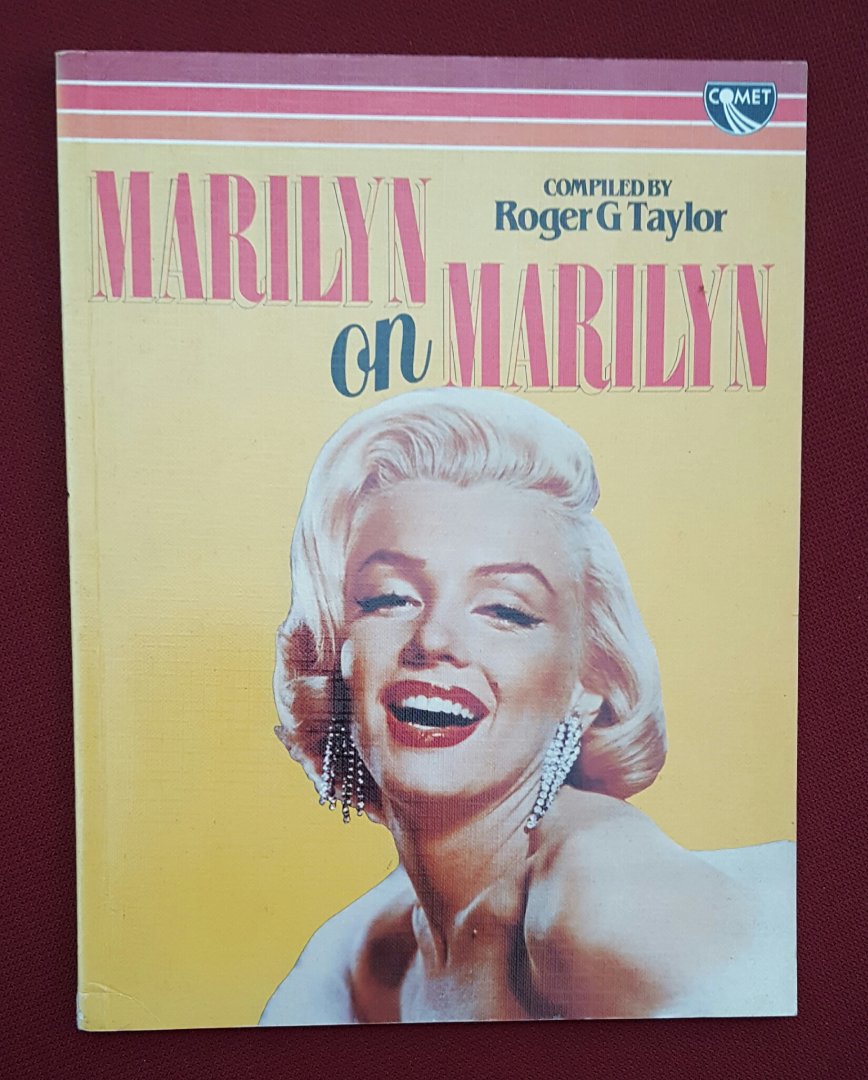 COMET
COMPILED BY
Roger G Taylor
MARILYN
on MARILYN